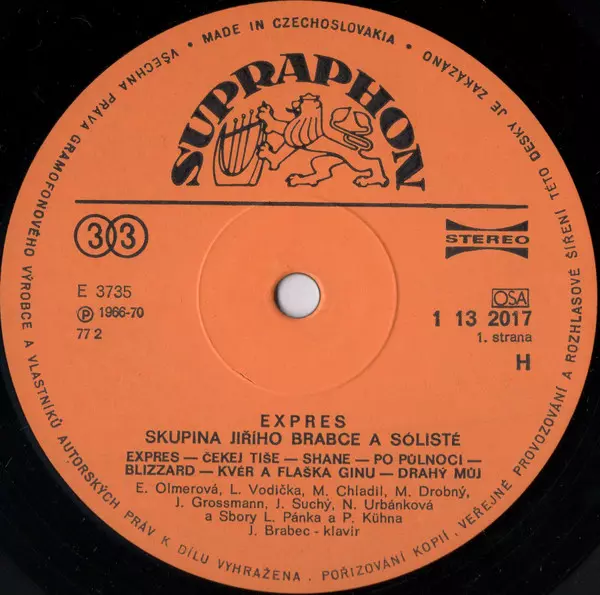 VŠECHNA PRÁVA GRAMOFONOVÉHO VÝROBCE A VLASTNÍKŮ AUTORSKÝCH PRÁV K DÍLU VYHRAŽENA. POŘIZOVÁNÍ KOPIÍ, VEŘEJNÉ PROVOZOVÁNÍ A ROZHLASOVÉ ŠÍŘENÍ TÉTO DESKY JE ZAKÁZÁNO • MADE IN CZECHOSLOVAKIA •
SUPRAPHON
33
STEREO
E 3735
OSA
Ⓟ 1966-70
1 13 2017
77 2
1. strana
H
EXPRES
SKUPINA JIŘÍHO BRABCE A SÓLISTÉ
EXPRES — ČEKEJ TIŠE — SHANE — PO PŮLNOCI —
BLIZZARD — KVÉR A FLAŠKA GINU — DRAHÝ MŮJ
E. Olmerová, L. Vodička, M. Chladil, M. Drobný,
J. Grossmann, J. Suchý, N. Urbánková
a Sbory L. Pánka a P. Kühna
J. Brabec - klavír